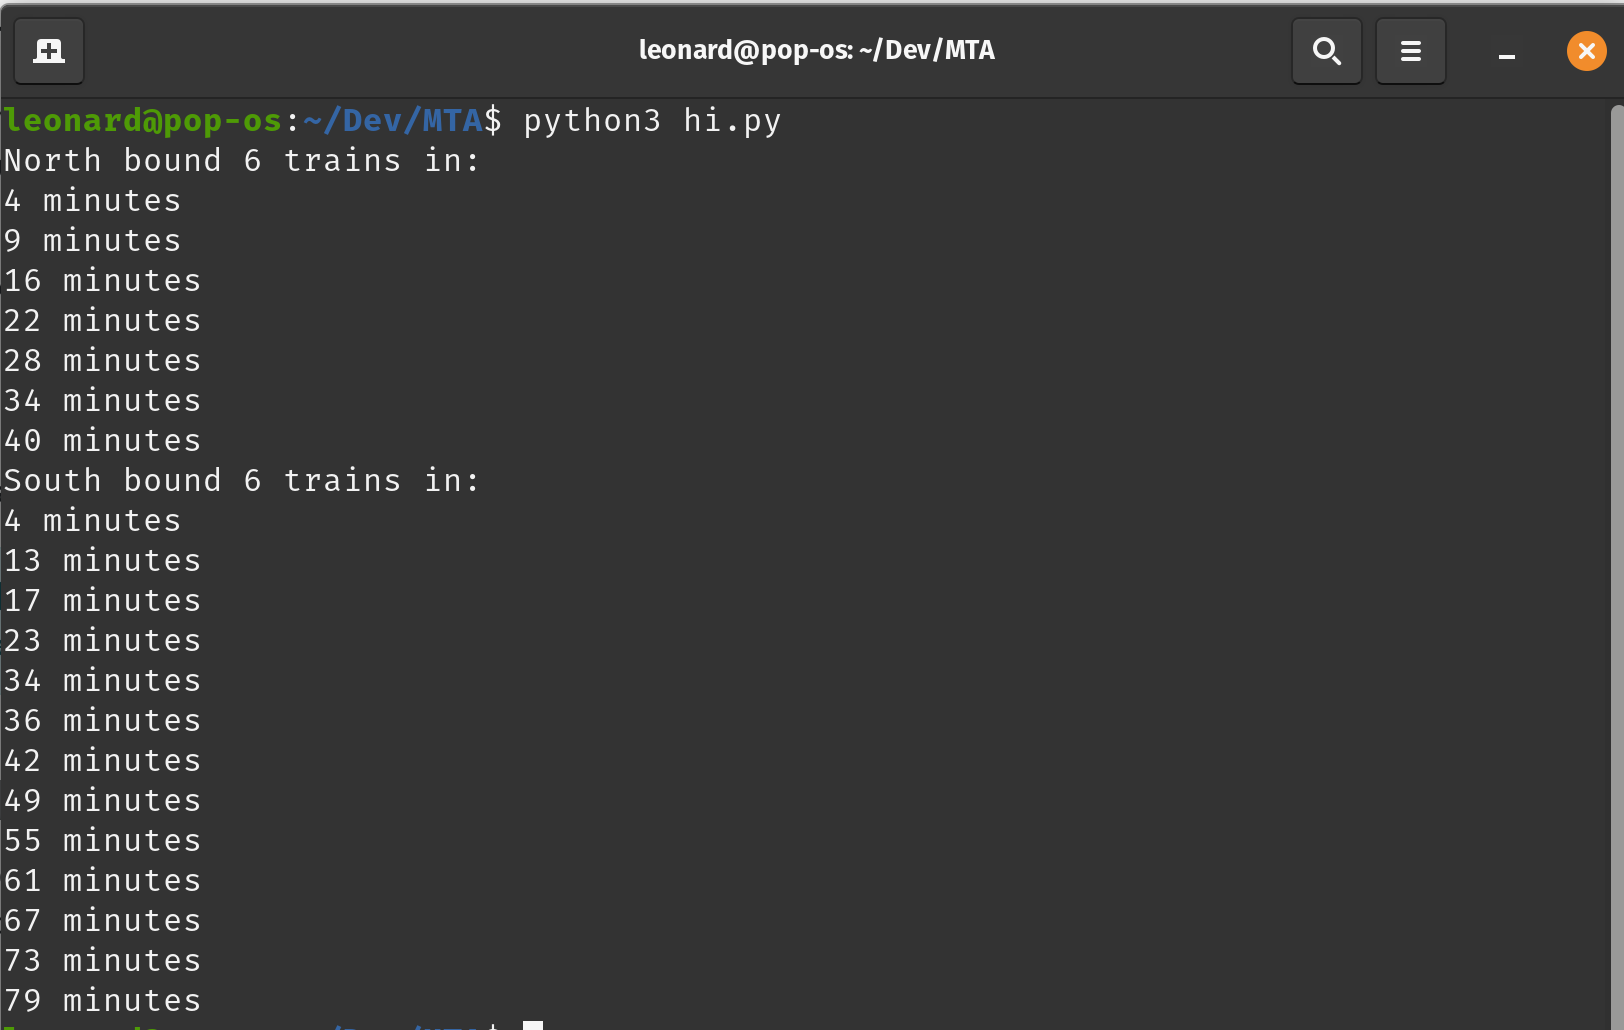 leonard@pop-os: ~/Dev/MTA
leonard@pop-os:~/Dev/MTA$ python3 hi.py
North bound 6 trains in:
4 minutes
9 minutes
16 minutes
22 minutes
28 minutes
34 minutes
40 minutes
South bound 6 trains in:
4 minutes
13 minutes
17 minutes
23 minutes
34 minutes
36 minutes
42 minutes
49 minutes
55 minutes
61 minutes
67 minutes
73 minutes
79 minutes